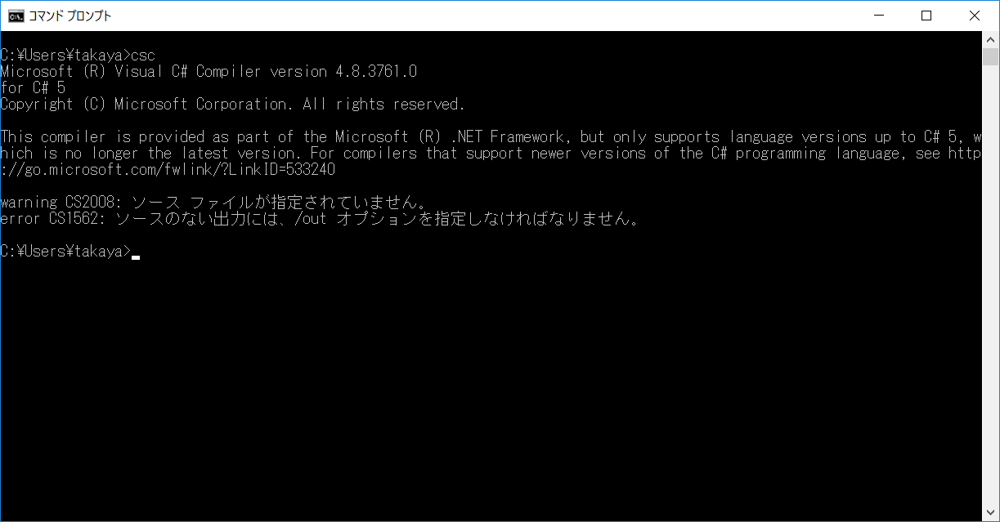 コマンド プロンプト
C:¥Users¥takaya>csc
Microsoft (R) Visual C# Compiler version 4.8.3761.0
for C# 5
Copyright (C) Microsoft Corporation. All rights reserved.
This compiler is provided as part of the Microsoft (R) .NET Framework, but only supports language versions up to C# 5, w
hich is no longer the latest version. For compilers that support newer versions of the C# programming language, see http
://go.microsoft.com/fwlink/?LinkID=533240
warning CS2008: ソース ファイルが指定されていません。
error CS1562: ソースのない出力には、/out オプションを指定しなければなりません。
C:¥Users¥takaya>